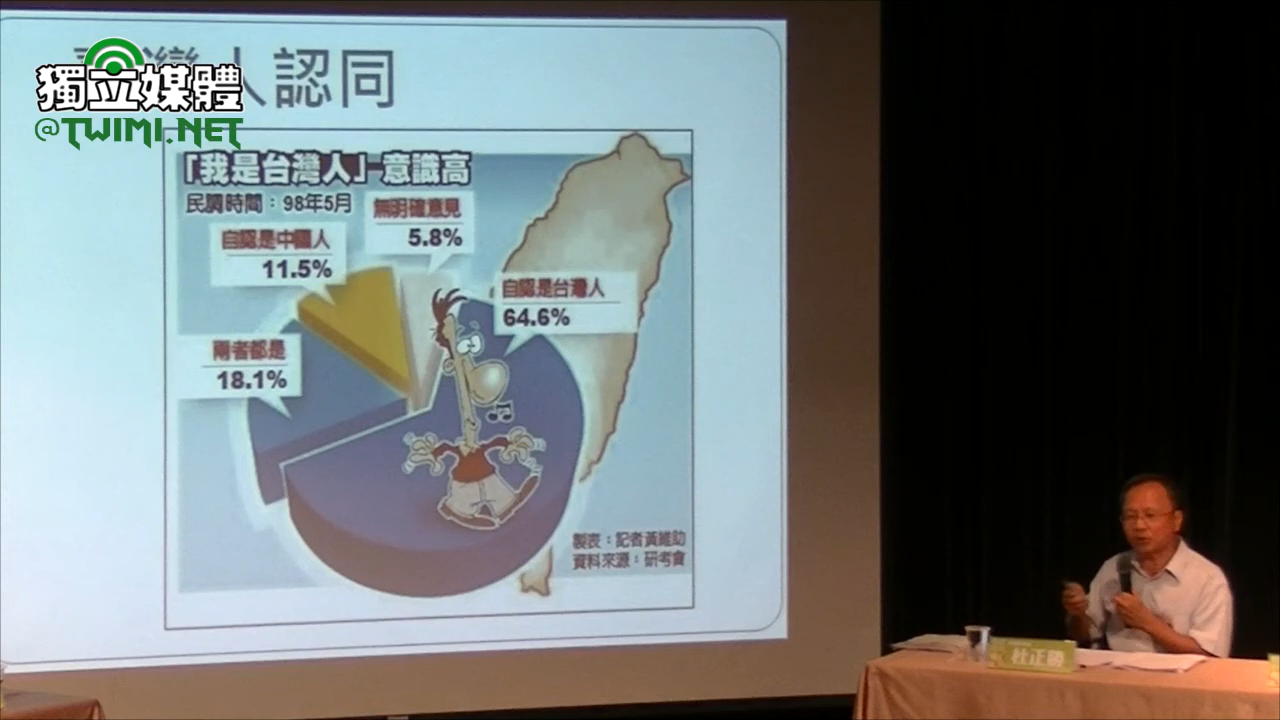 人認同
獨立媒體
@TWIMI.NET
「我是台灣人」意識高
民調時間：98年5月
無明確意見
5.8%
自認是中國人
11.5%
自認是台灣人
64.6%
兩者都是
18.1%
製表：記者黃維助
資料來源：研考會
杜正勝